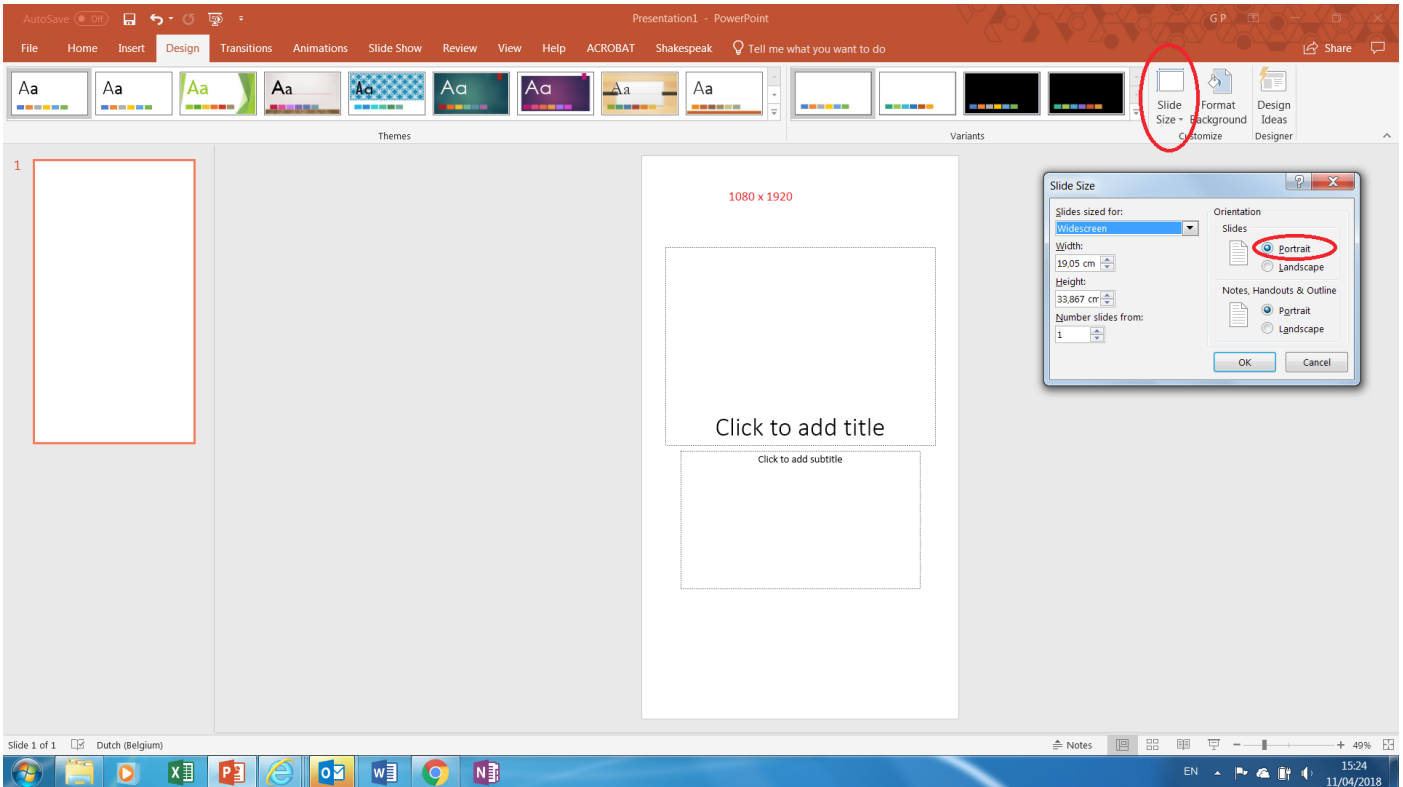 AutoSave Off
Presentation1 - PowerPoint
G P
File Home Insert Design Transitions Animations Slide Show Review View Help ACROBAT Shakespeak Tell me what you want to do
Share
Aa Aa Aa Aa Aa Aa Aa Aa Aa
Slide Size
Format Background
Design Ideas
Themes
Variants
Customize
Designer
1
1080 x 1920
Click to add title
Click to add subtitle
Slide Size
?
X
Slides sized for:
Widescreen
Width:
19,05 cm
Height:
33,867 cm
Number slides from:
1
Orientation
Slides
Portrait
Landscape
Notes, Handouts & Outline
Portrait
Landscape
OK
Cancel
Slide 1 of 1
Dutch (Belgium)
Notes
49%
EN
15:24
11/04/2018